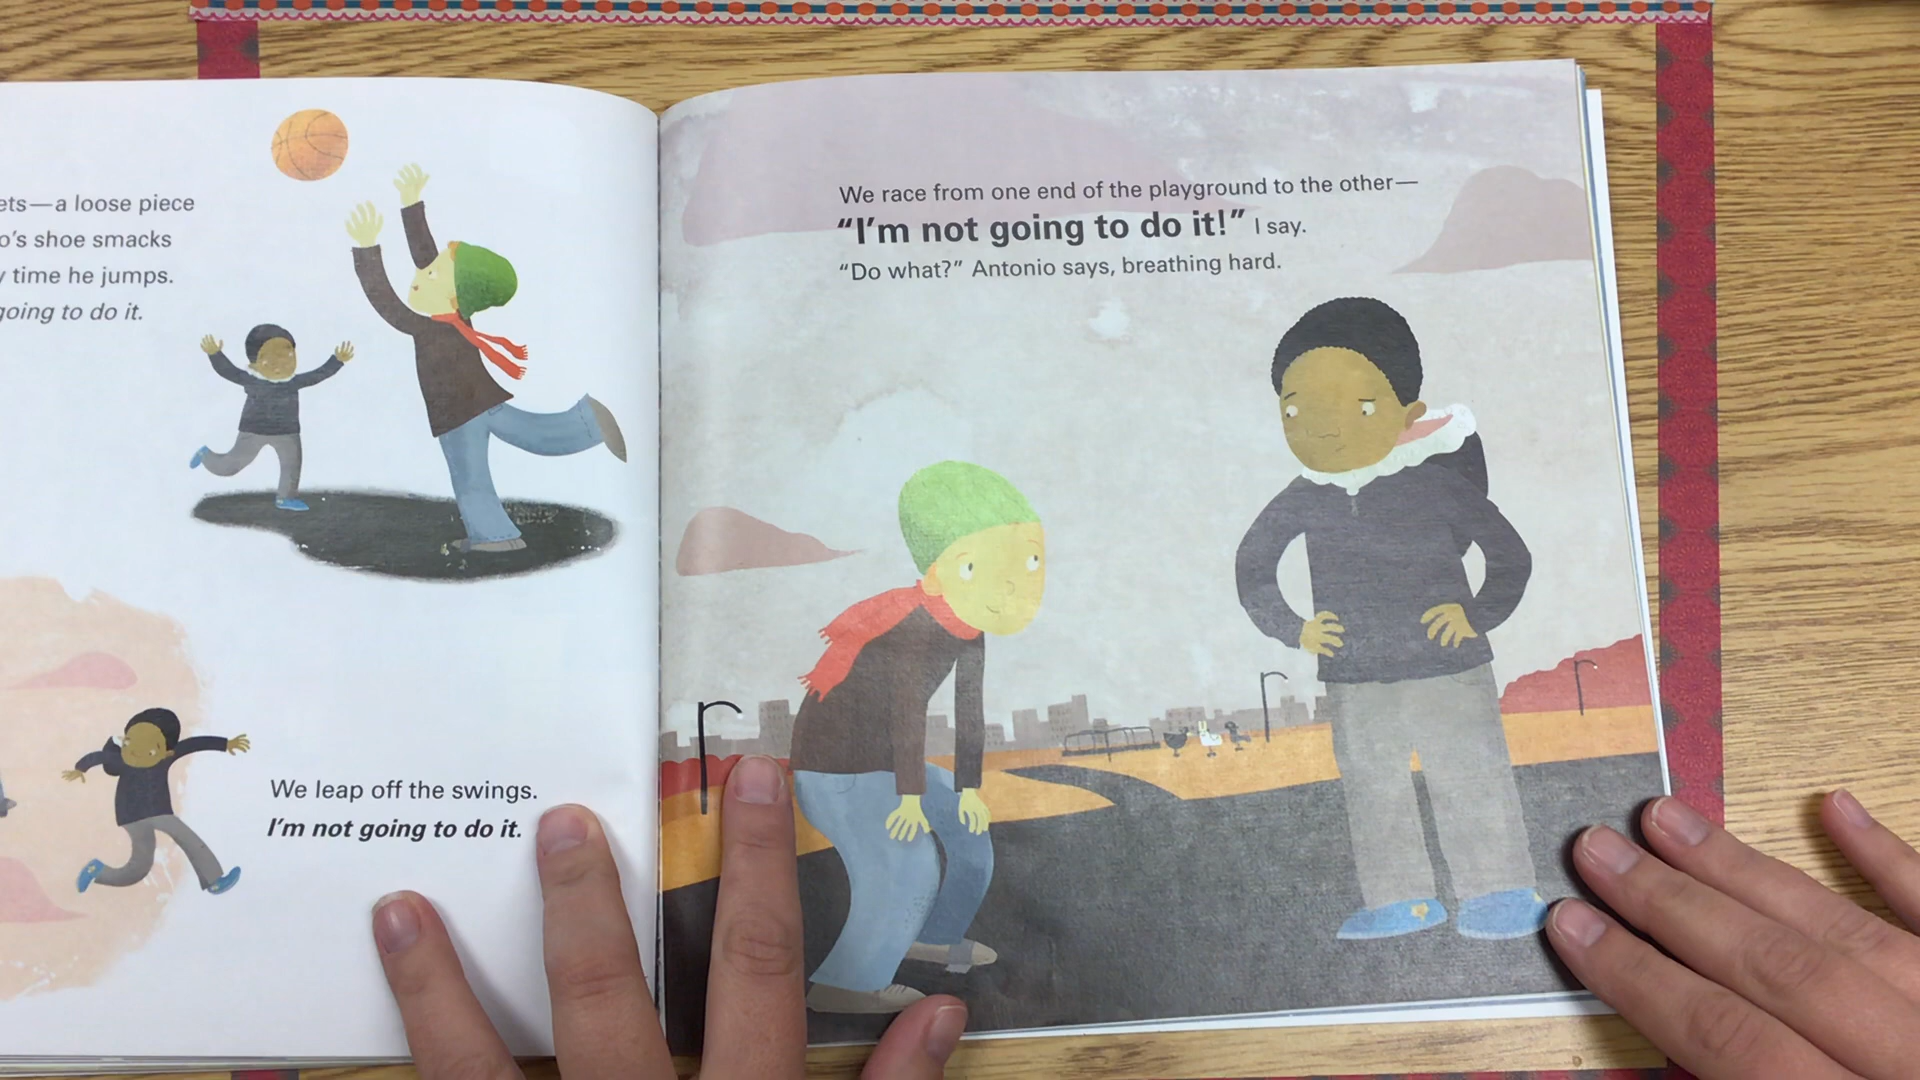 a loose piece
shoe smacks
time he jumps.
going to do it.
We leap off the swings.
I'm not going to do it.
We race from one end of the playground to the other—
“I'm not going to do it!” I say.
“Do what?” Antonio says, breathing hard.